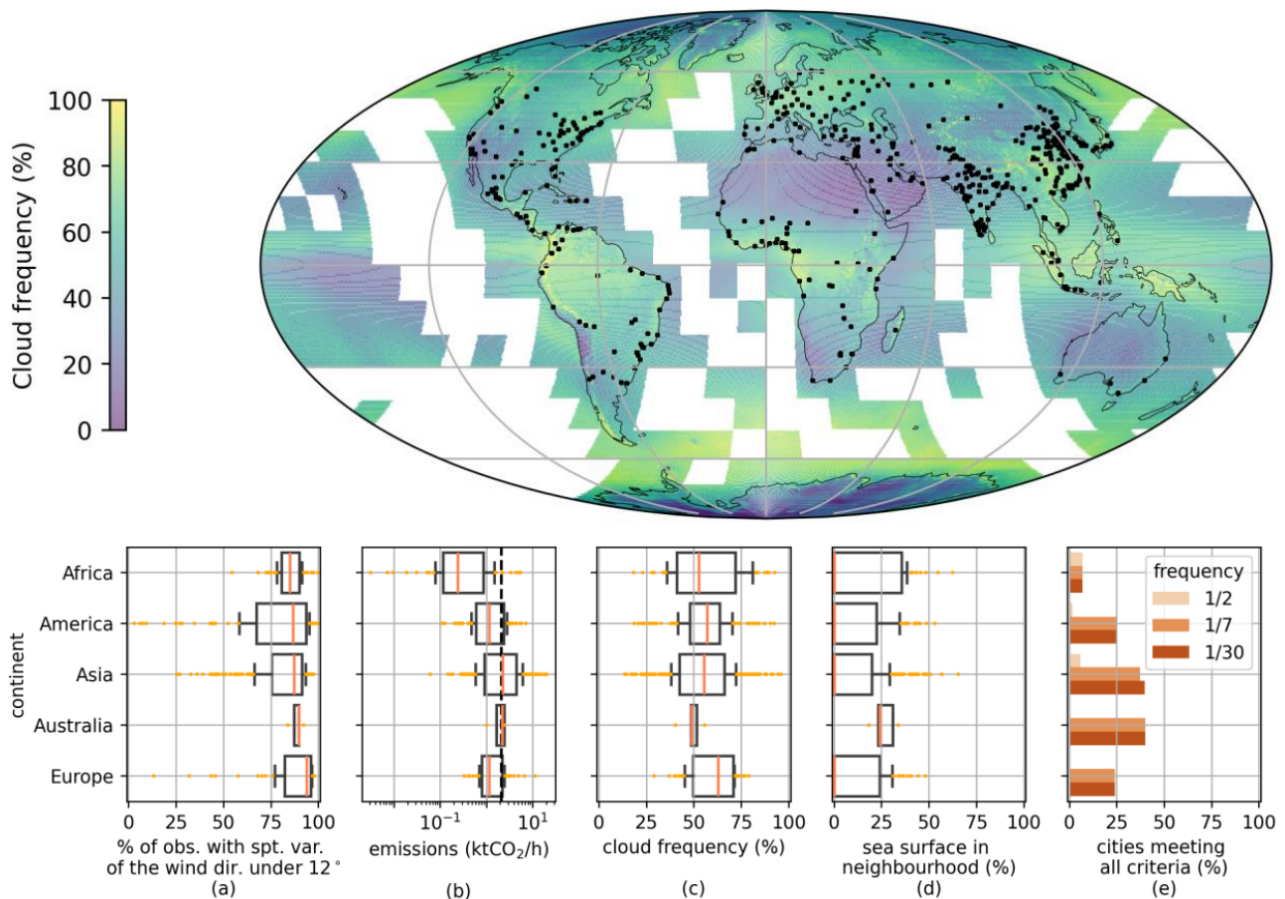 Cloud frequency (%)
100
80
60
40
20
0
continent
Africa
America
Asia
Australia
Europe
0 25 50 75 100
% of obs. with spt. var.
of the wind dir. under 12°
(a)
10⁻¹ 10¹
emissions (ktCO₂/h)
(b)
0 25 50 75 100
cloud frequency (%)
(c)
0 25 50 75 100
sea surface in
neighbourhood (%)
(d)
frequency
1/2
1/7
1/30
0 25 50 75 100
cities meeting
all criteria (%)
(e)